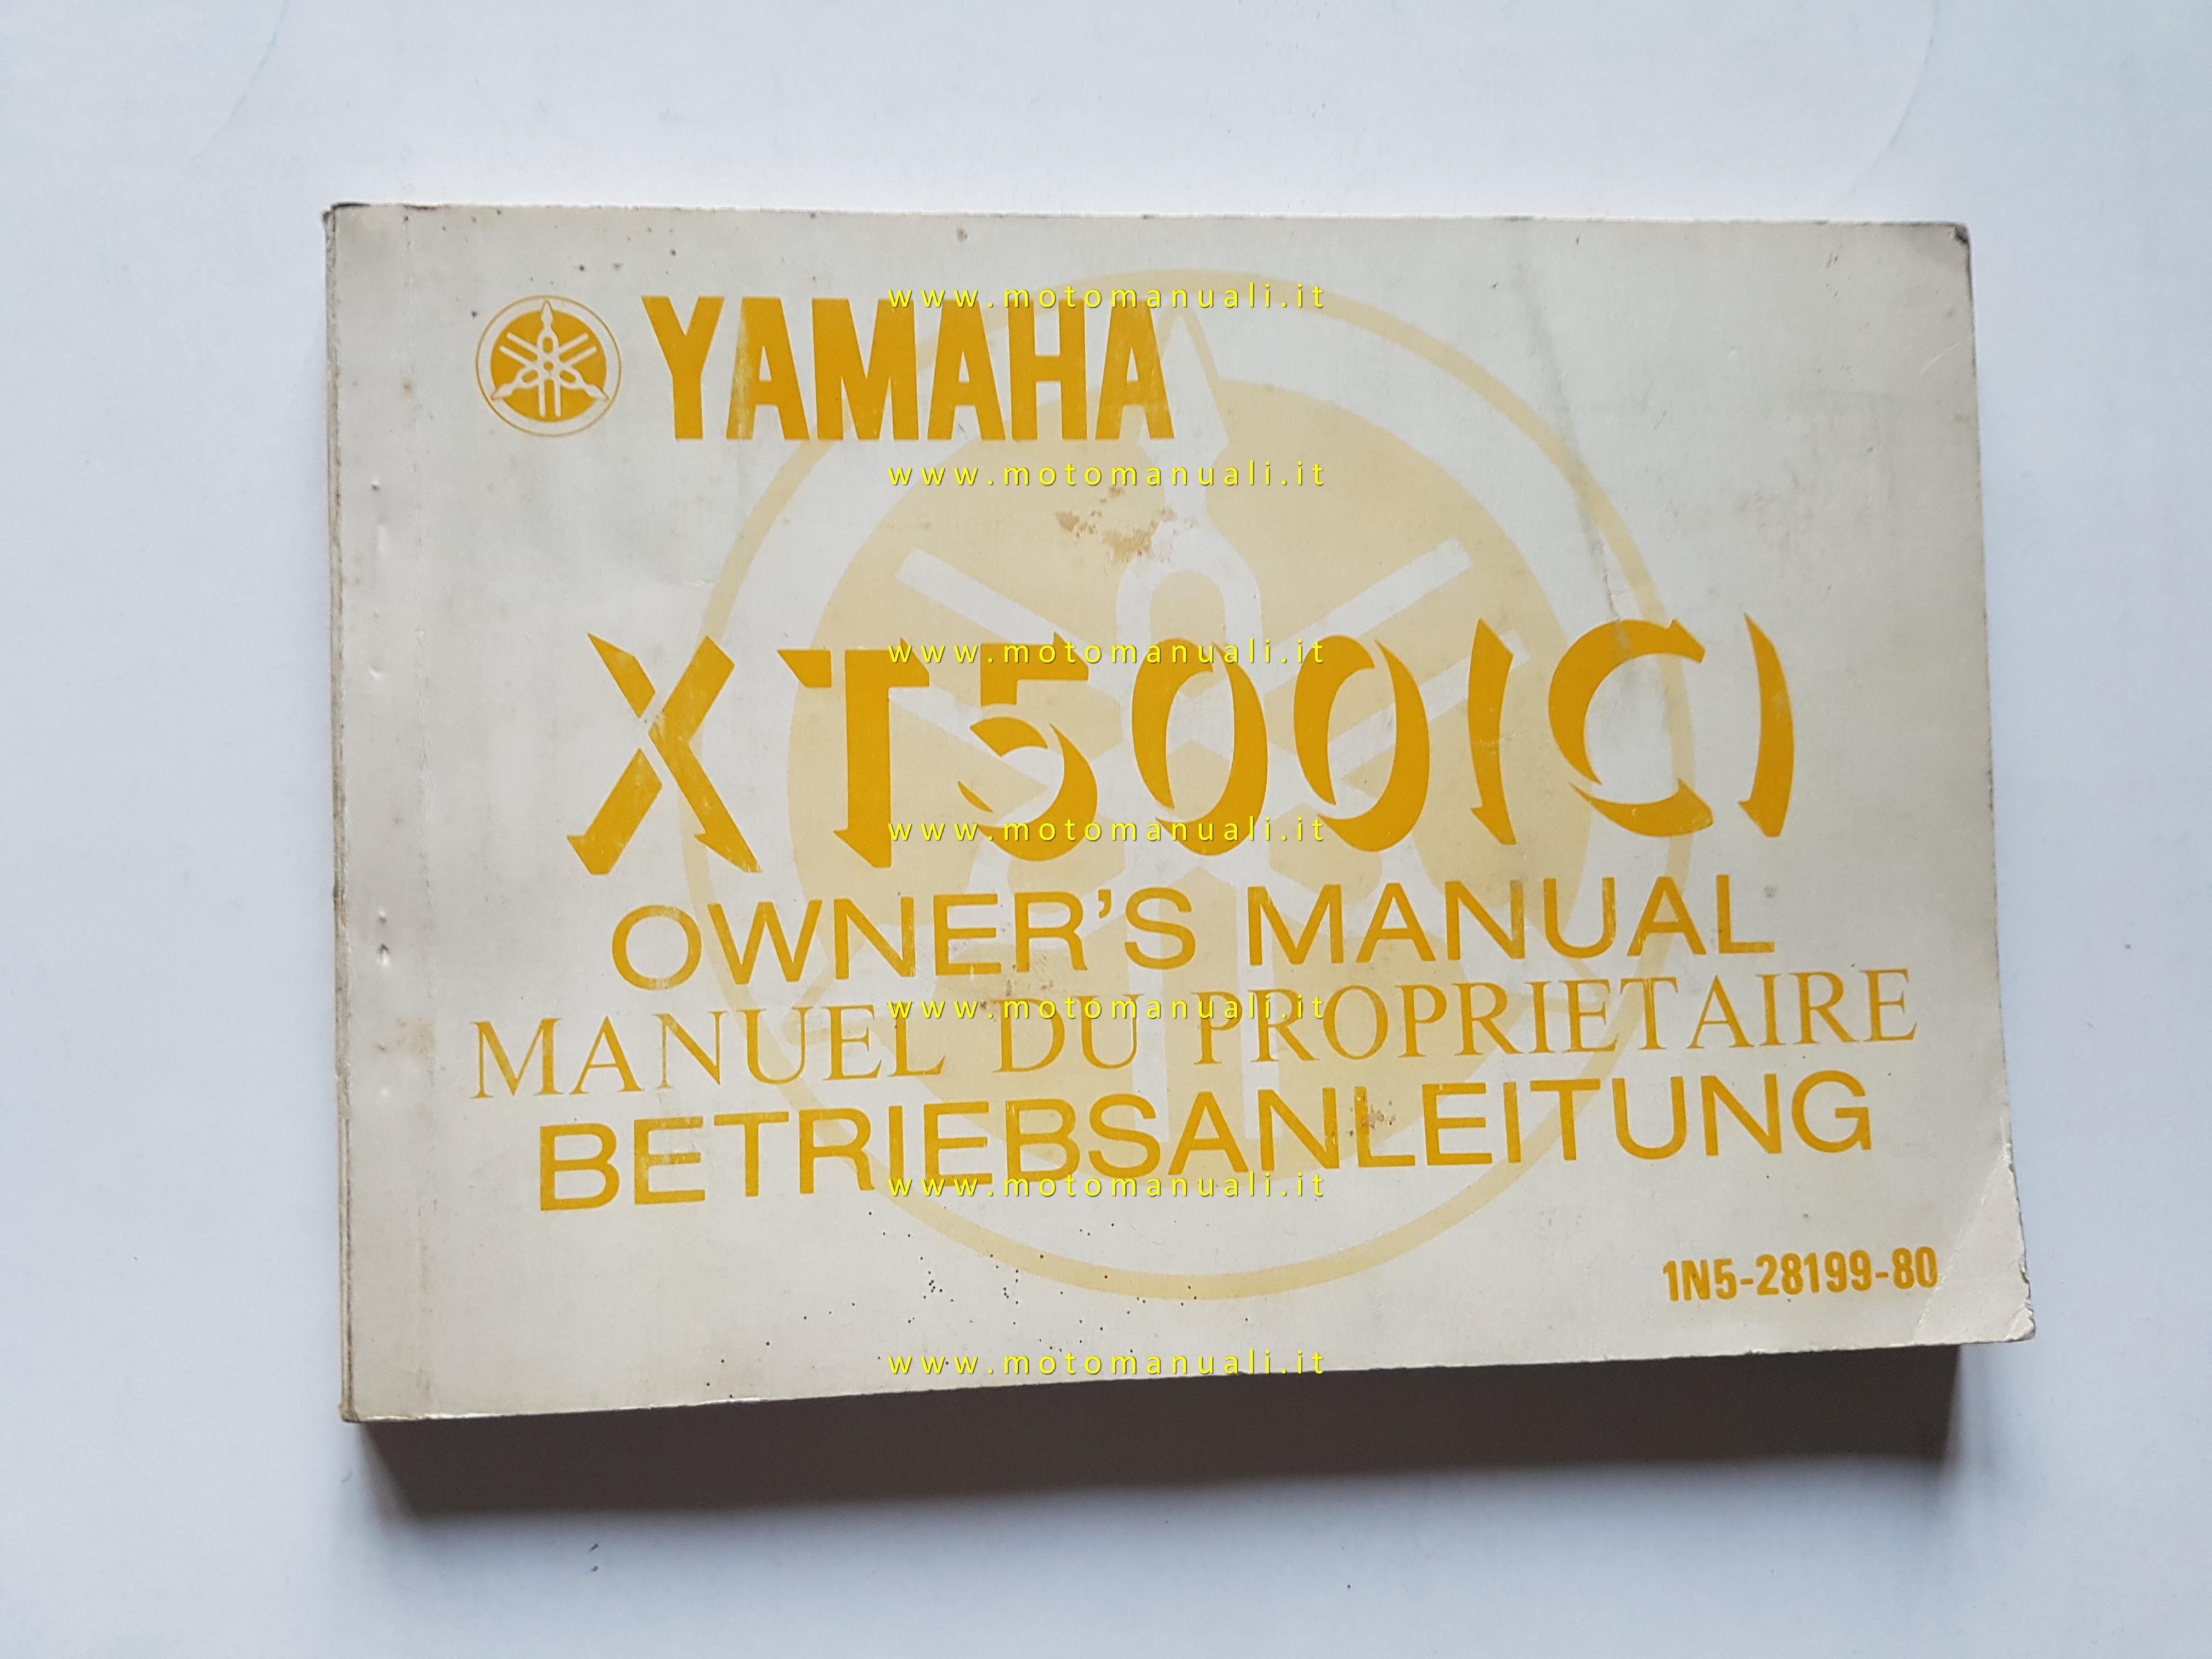 YAMAHA
www.motomanuali.it
www.motomanuali.it
XT500(C)
www.motomanuali.it
www.motomanuali.it
OWNER'S MANUAL
MANUEL DU PROPRIETAIRE
www.motomanuali.it
BETRIEBSANLEITUNG
www.motomanuali.it
1N5-28199-80
www.motomanuali.it